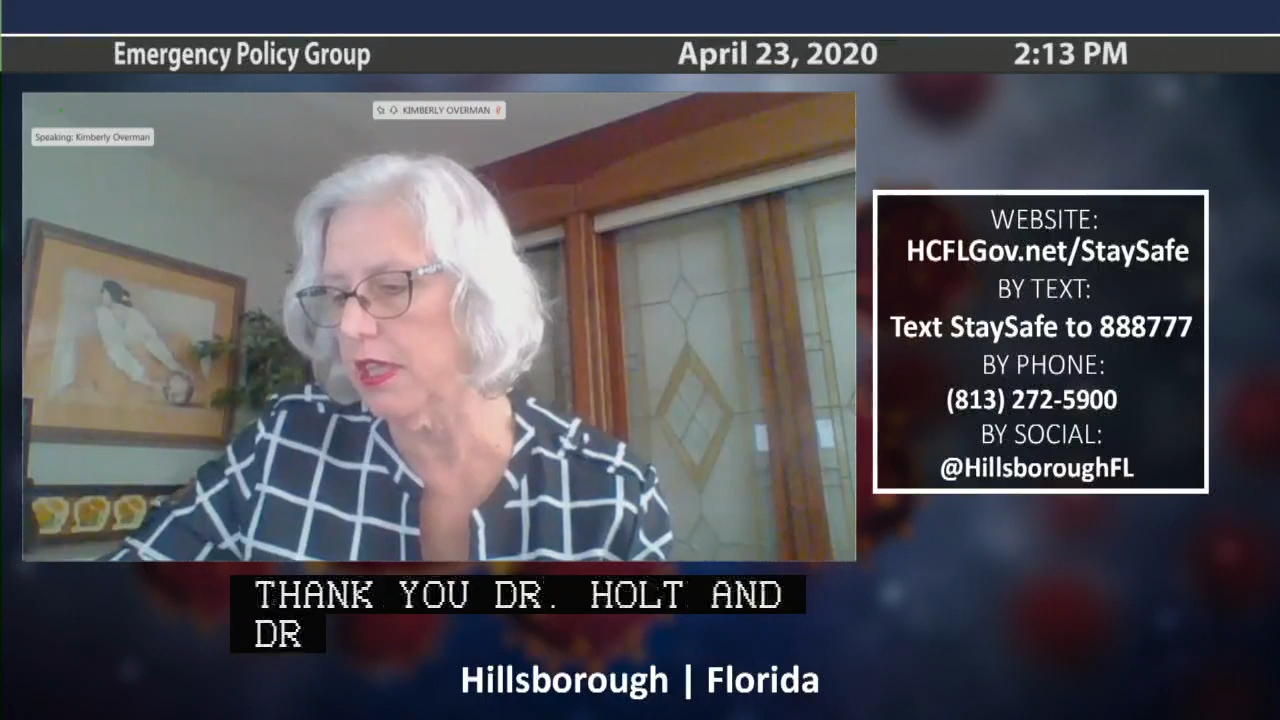 Emergency Policy Group April 23, 2020 2:13 PM
KIMBERLY OVERMAN
Speaking: Kimberly Overman
WEBSITE:
HCFLGov.net/StaySafe
BY TEXT:
Text StaySafe to 888777
BY PHONE:
(813) 272-5900
BY SOCIAL:
@HillsboroughFL
THANK YOU DR. HOLT AND
DR
Hillsborough | Florida